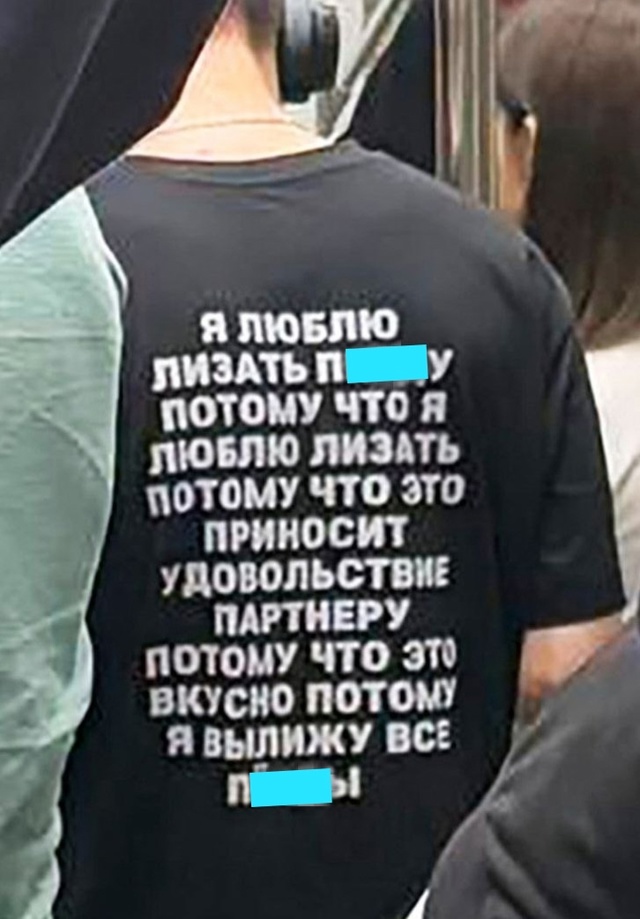 Я ЛЮБЛЮ
ЛИЗАТЬ
ПОТОМУ ЧТО Я
ЛЮБЛЮ ЛИЗАТЬ
ПОТОМУ ЧТО ЭТО
ПРИНОСИТ
УДОВОЛЬСТВИЕ
ПАРТНЕРУ
ПОТОМУ ЧТО ЭТО
ВКУСНО ПОТОМУ
Я ВЫЛИЖУ ВСЕ